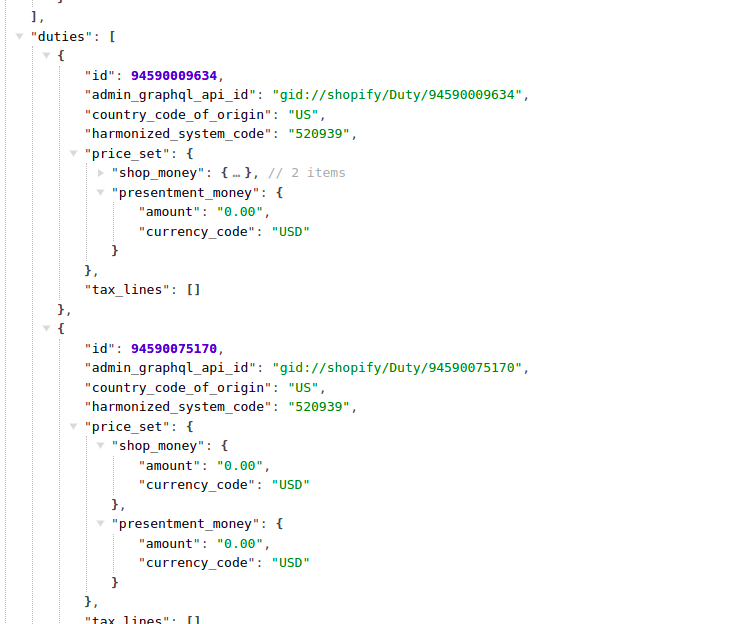 ],
"duties": [
{
"id": 94590009634,
"admin_graphql_api_id": "gid://shopify/Duty/94590009634",
"country_code_of_origin": "US",
"harmonized_system_code": "520939",
"price_set": {
"shop_money": { … }, // 2 items
"presentment_money": {
"amount": "0.00",
"currency_code": "USD"
}
},
"tax_lines": []
},
{
"id": 94590075170,
"admin_graphql_api_id": "gid://shopify/Duty/94590075170",
"country_code_of_origin": "US",
"harmonized_system_code": "520939",
"price_set": {
"shop_money": {
"amount": "0.00",
"currency_code": "USD"
},
"presentment_money": {
"amount": "0.00",
"currency_code": "USD"
}
},
"tax_lines": []